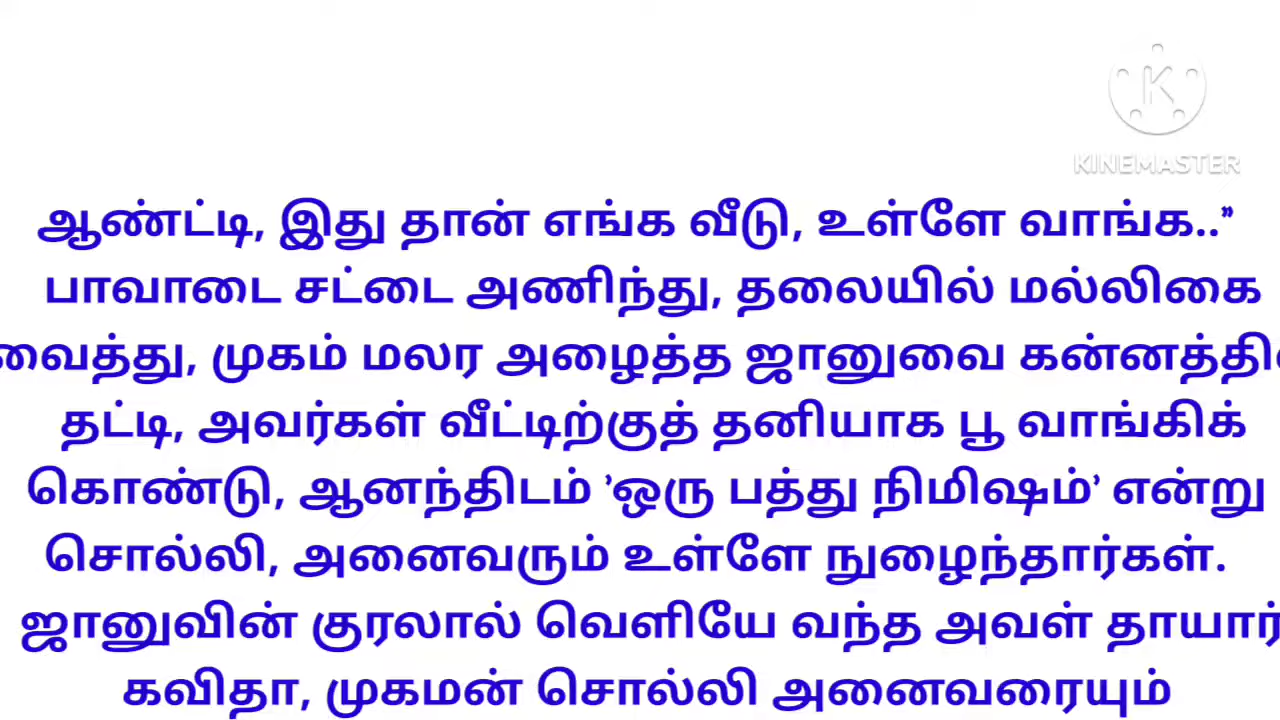 KINEMASTER
ஆண்ட்டி, இது தான் எங்க வீடு, உள்ளே வாங்க..”
பாவாடை சட்டை அணிந்து, தலையில் மல்லிகை
வைத்து, முகம் மலர அழைத்த ஜானுவை கன்னத்தில்
தட்டி, அவர்கள் வீட்டிற்குத் தனியாக பூ வாங்கிக்
கொண்டு, ஆனந்திடம் ’ஒரு பத்து நிமிஷம்’ என்று
சொல்லி, அனைவரும் உள்ளே நுழைந்தார்கள்.
ஜானுவின் குரலால் வெளியே வந்த அவள் தாயார்
கவிதா, முகமன் சொல்லி அனைவரையும்